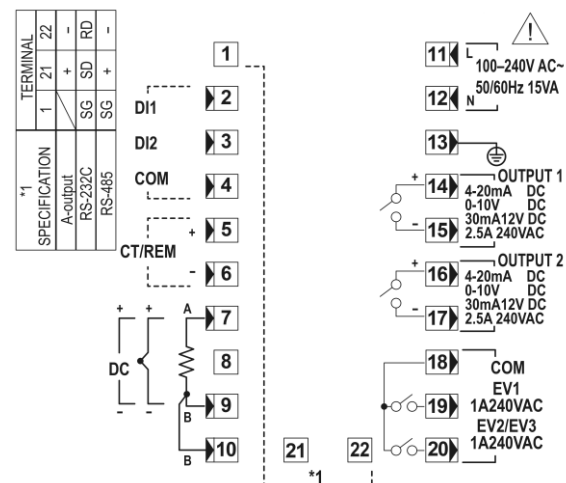 TERMINAL 22 - RD -
21 + SD +
1 SG SG
*1 SPECIFICATION A-output RS-232C RS-485
1
DI1 2
DI2 3
COM 4
+ 5
CT/REM
- 6
+ + A 7
DC 8
- - B 9
B 10
21 22
*1
11 L
100–240V AC~
50/60Hz 15VA
12 N
13
OUTPUT 1
+ 14 4-20mA DC
0-10V DC
30mA12V DC
- 15 2.5A 240VAC
OUTPUT 2
+ 16 4-20mA DC
0-10V DC
30mA12V DC
- 17 2.5A 240VAC
18 COM
EV1
19 1A240VAC
EV2/EV3
20 1A240VAC
!